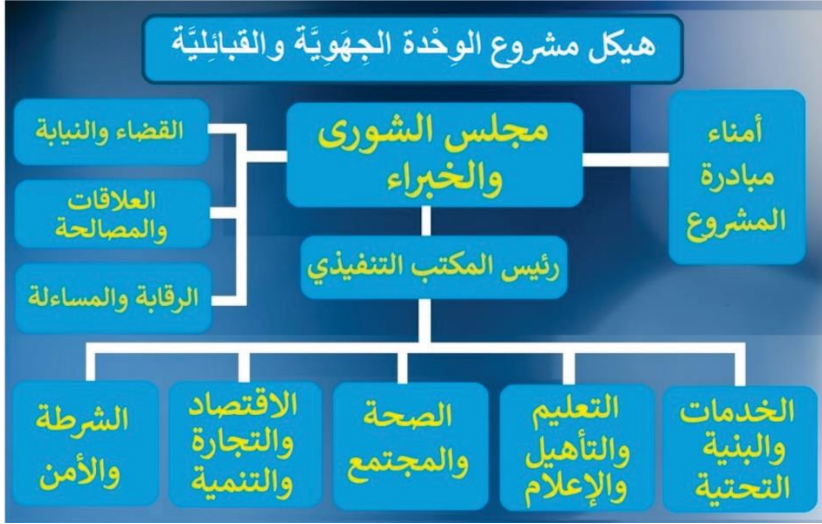 هيكل مشروع الوِحْدة الجِهَوِيَّة والقبائِليَّة
أمناء
مبادرة
المشروع
مجلس الشورى
والخبراء
القضاء والنيابة
العلاقات
والمصالحة
الرقابة والمساءلة
رئيس المكتب التنفيذي
الخدمات
والبنية
التحتية
التعليم
والتأهيل
والإعلام
الصحة
والمجتمع
الاقتصاد
والتجارة
والتنمية
الشرطة
والأمن